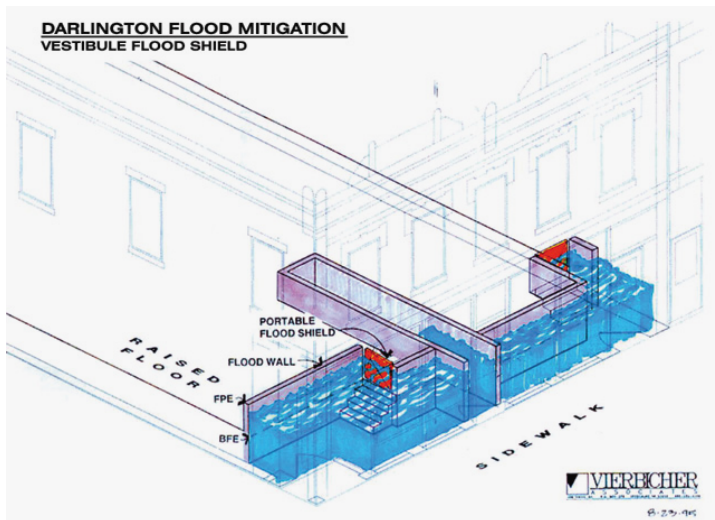 DARLINGTON FLOOD MITIGATION
VESTIBULE FLOOD SHIELD
PORTABLE
FLOOD SHIELD
RAISED
FLOOR
FLOOD WALL
FPE
BFE
SIDEWALK
VIERBICHER
ASSOCIATES
8-23-95